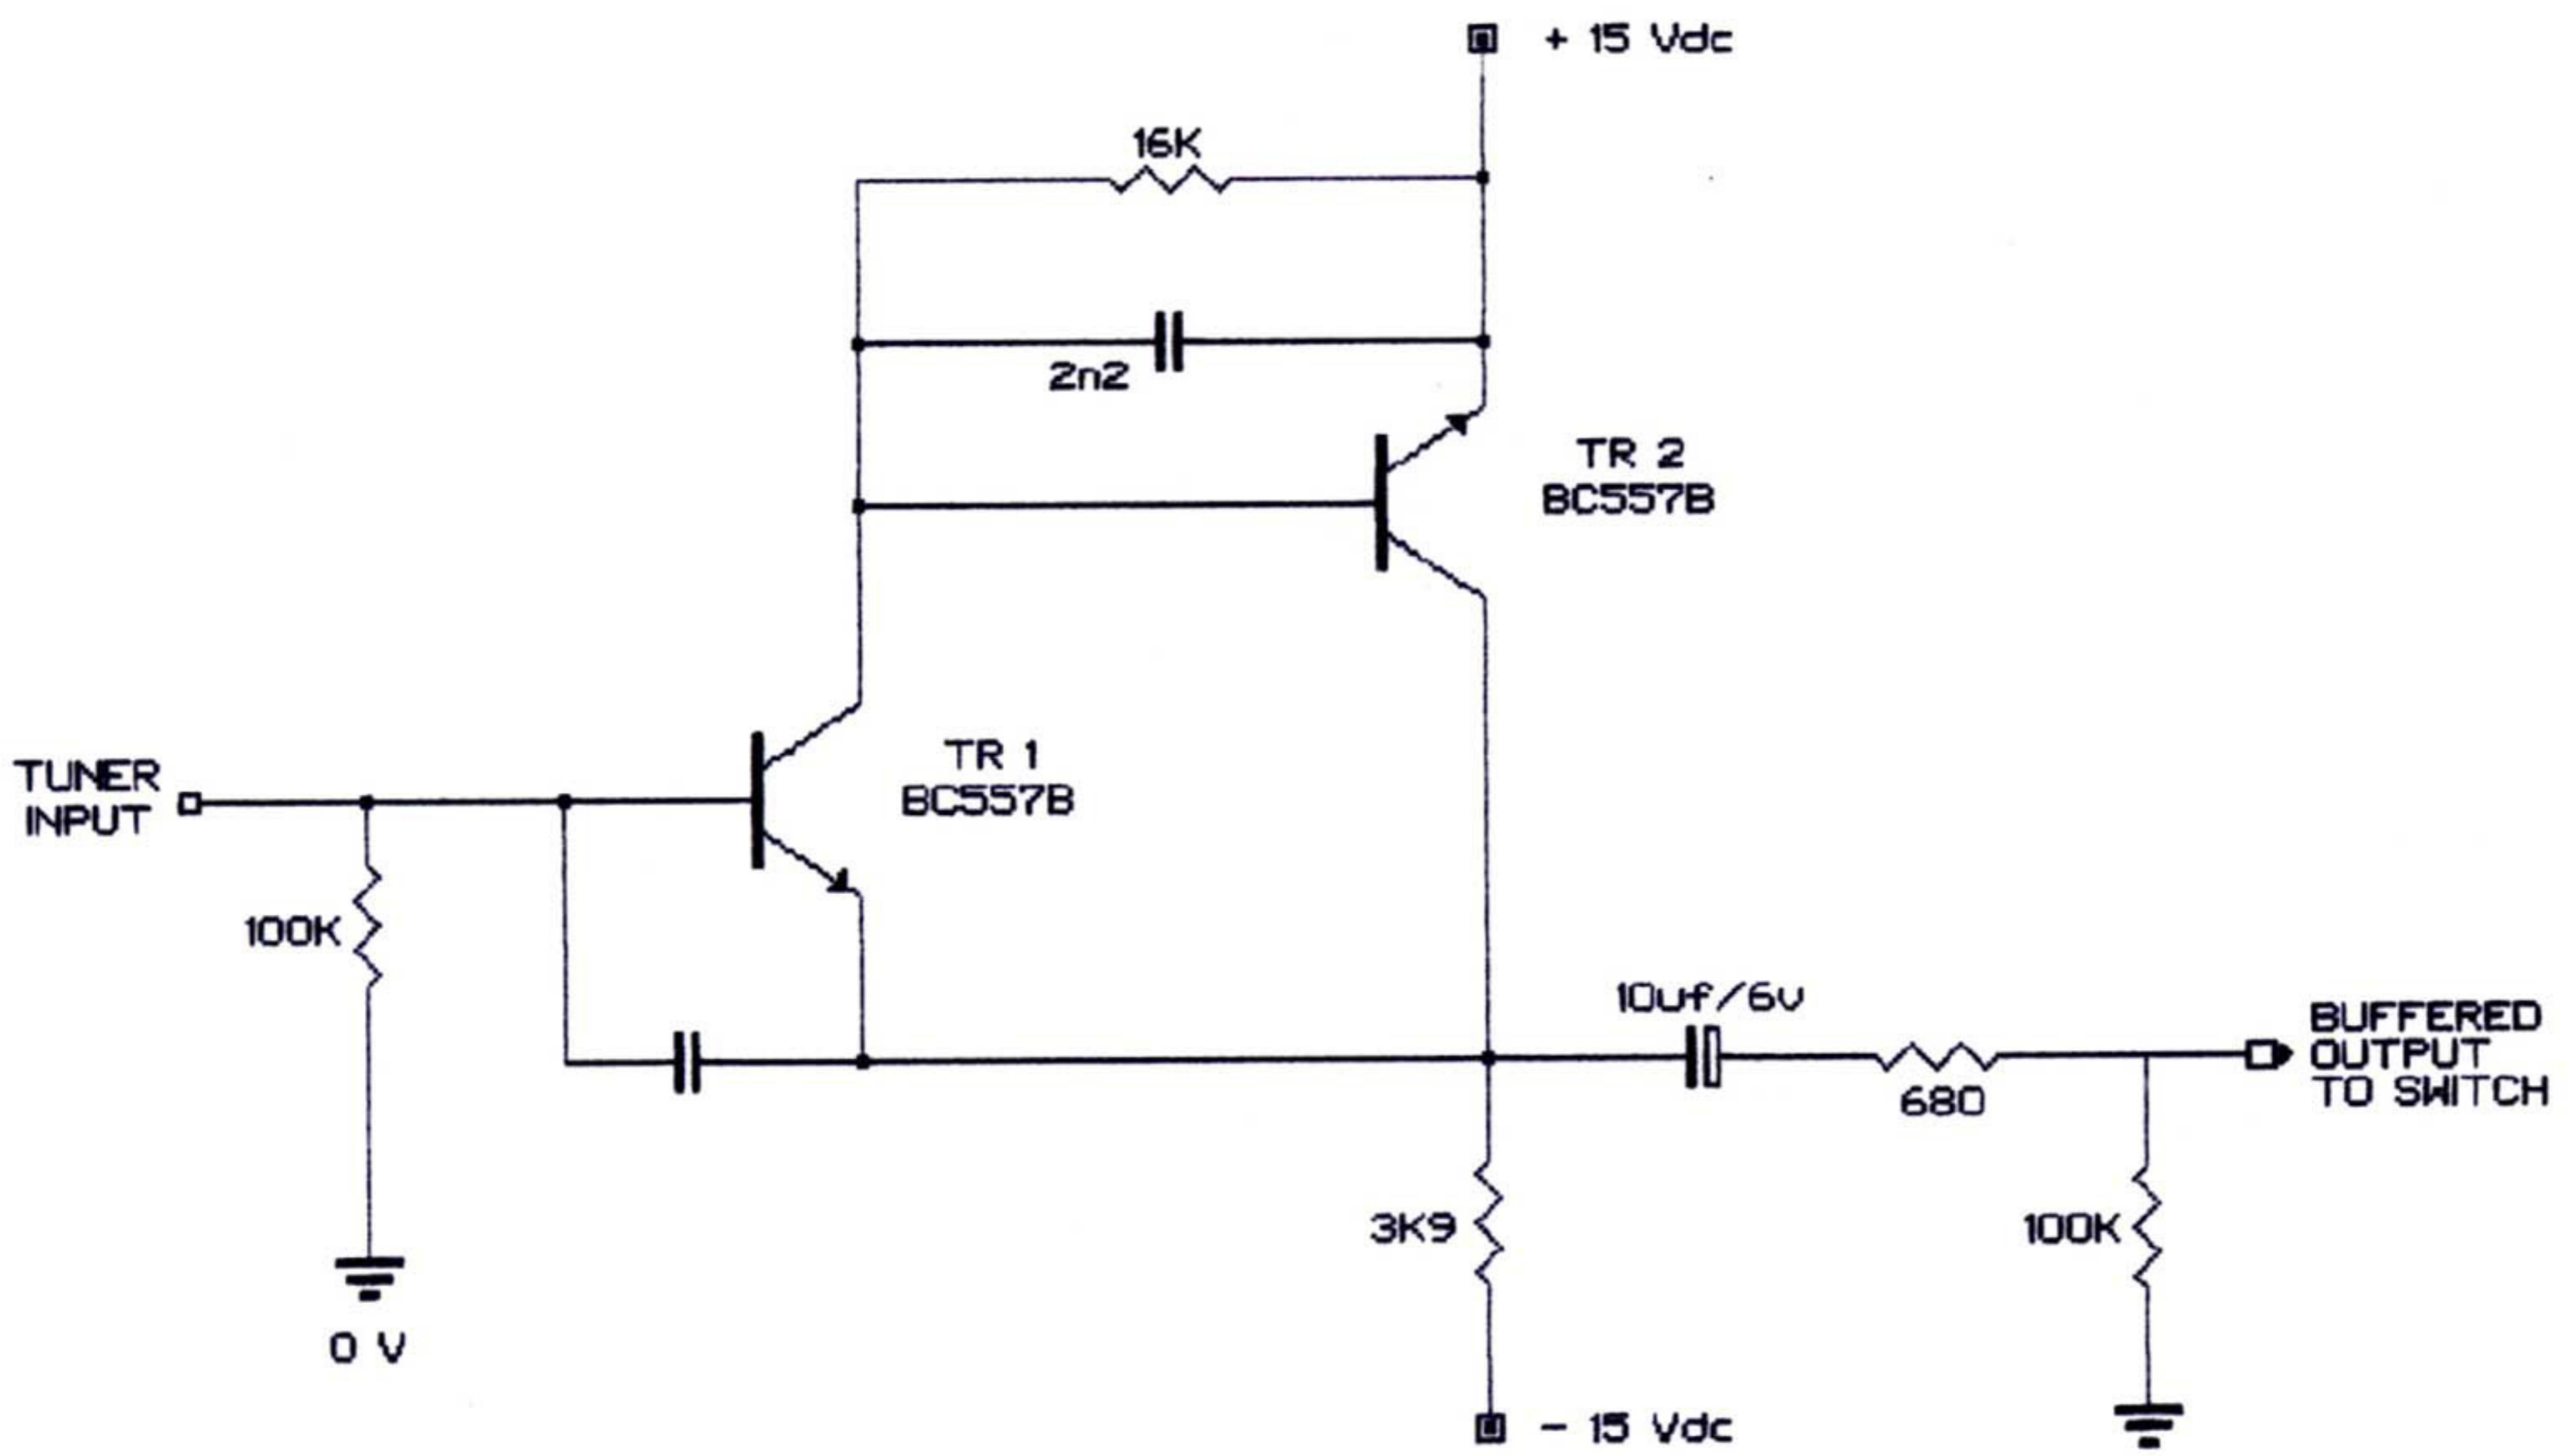 + 15 Vdc
16K
2n2
TR 2
BC557B
TR 1
BC557B
TUNER
INPUT
100K
10uf/6v
BUFFERED
OUTPUT
TO SWITCH
680
3K9
100K
0 V
- 15 Vdc